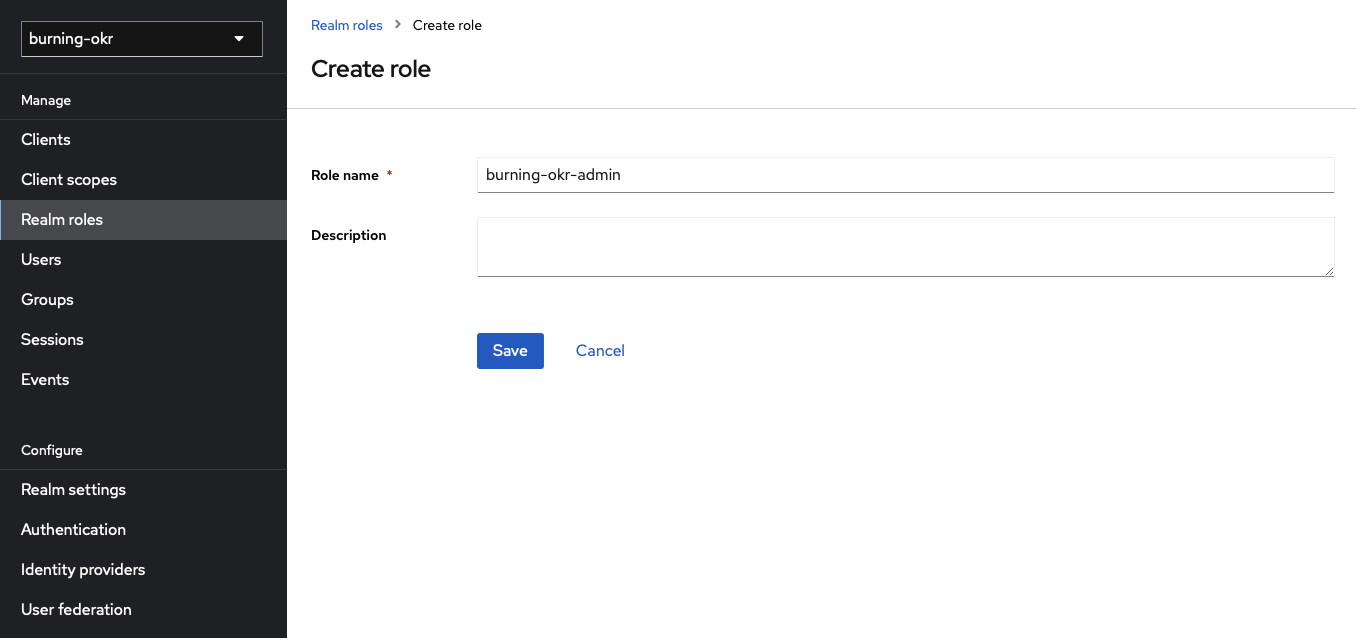 burning-okr
Manage
Clients
Client scopes
Realm roles
Users
Groups
Sessions
Events
Configure
Realm settings
Authentication
Identity providers
User federation
Realm roles > Create role
Create role
Role name *
burning-okr-admin
Description
Save
Cancel